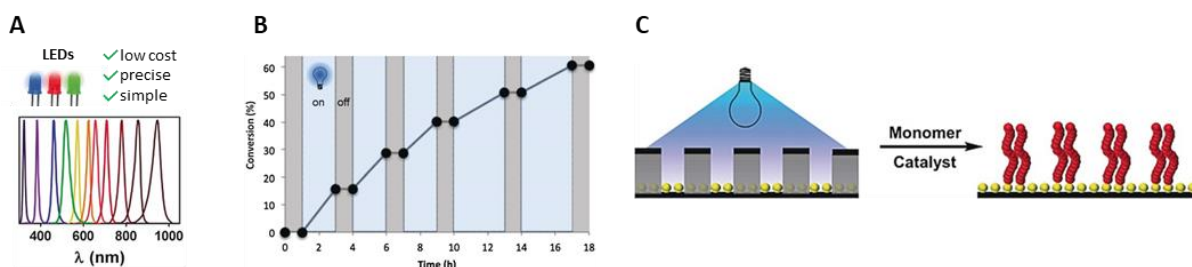 A
LEDs
✓low cost
✓precise
✓simple
400 600 800 1000
λ (nm)
B
on off
Conversion (%)
60
50
40
30
20
10
0
0 2 4 6 8 10 12 14 16 18
Time (h)
C
Monomer
Catalyst